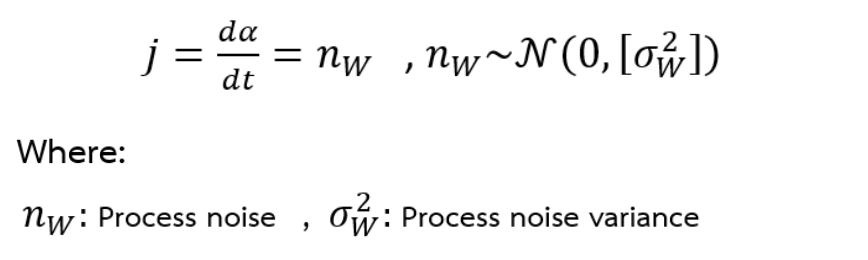 j = dα/dt = n_W , n_W~𝒩(0, [σ_W^2])
Where:
n_W: Process noise , σ_W^2: Process noise variance